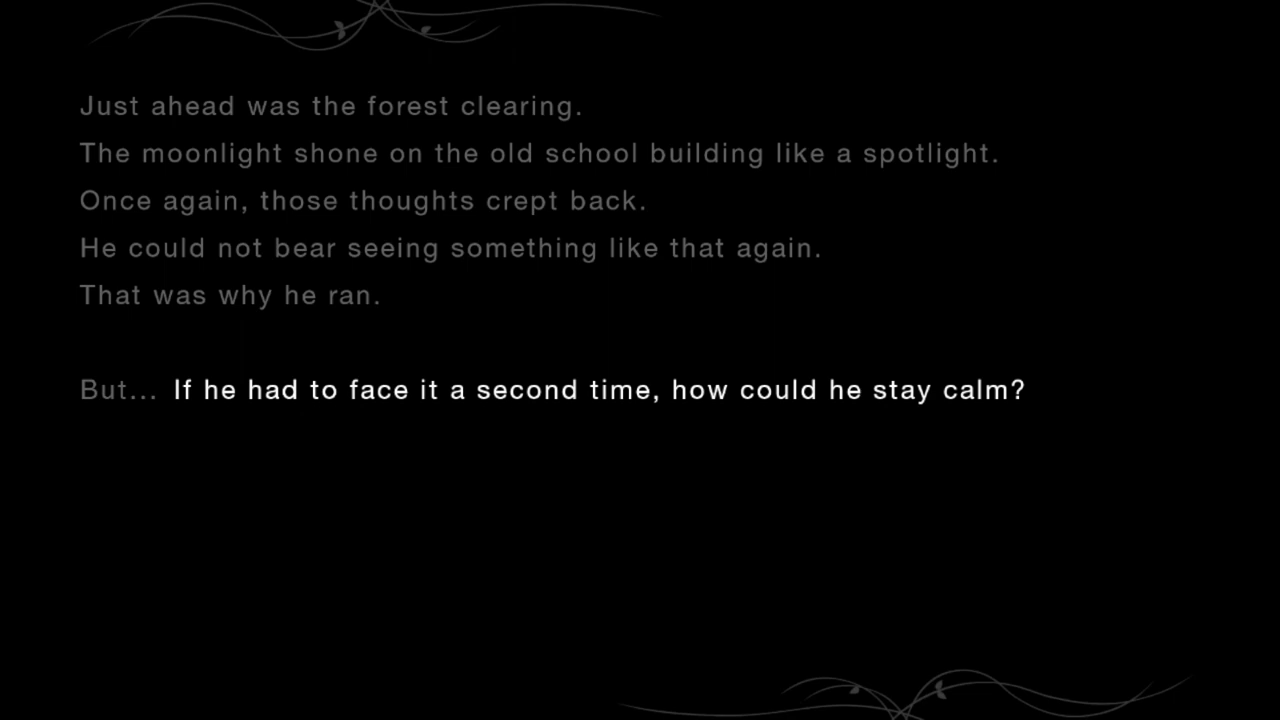 Just ahead was the forest clearing.
The moonlight shone on the old school building like a spotlight.
Once again, those thoughts crept back.
He could not bear seeing something like that again.
That was why he ran.
But... If he had to face it a second time, how could he stay calm?